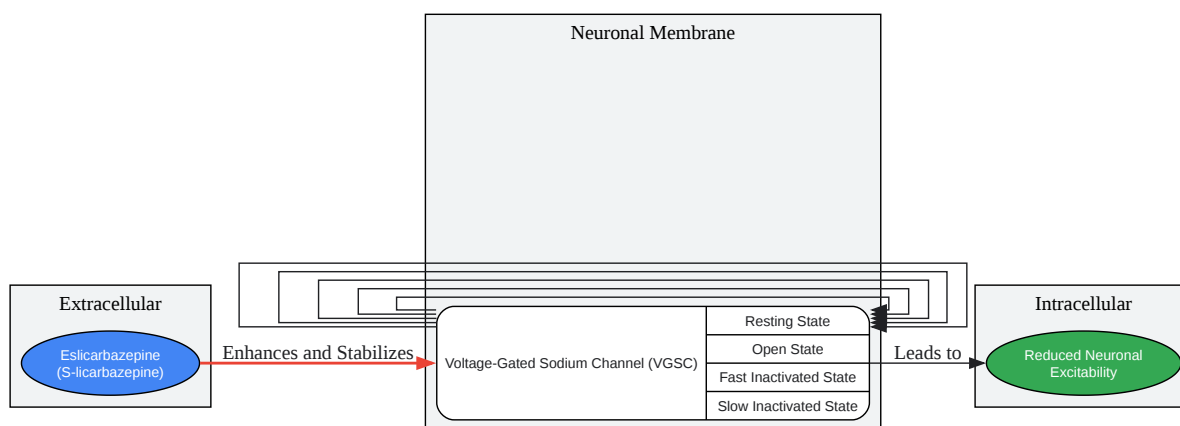 Neuronal Membrane
Extracellular
Eslicarbazepine
(S-licarbazepine)
Enhances and Stabilizes
Voltage-Gated Sodium Channel (VGSC)
Resting State
Open State
Fast Inactivated State
Slow Inactivated State
Leads to
Intracellular
Reduced Neuronal
Excitability